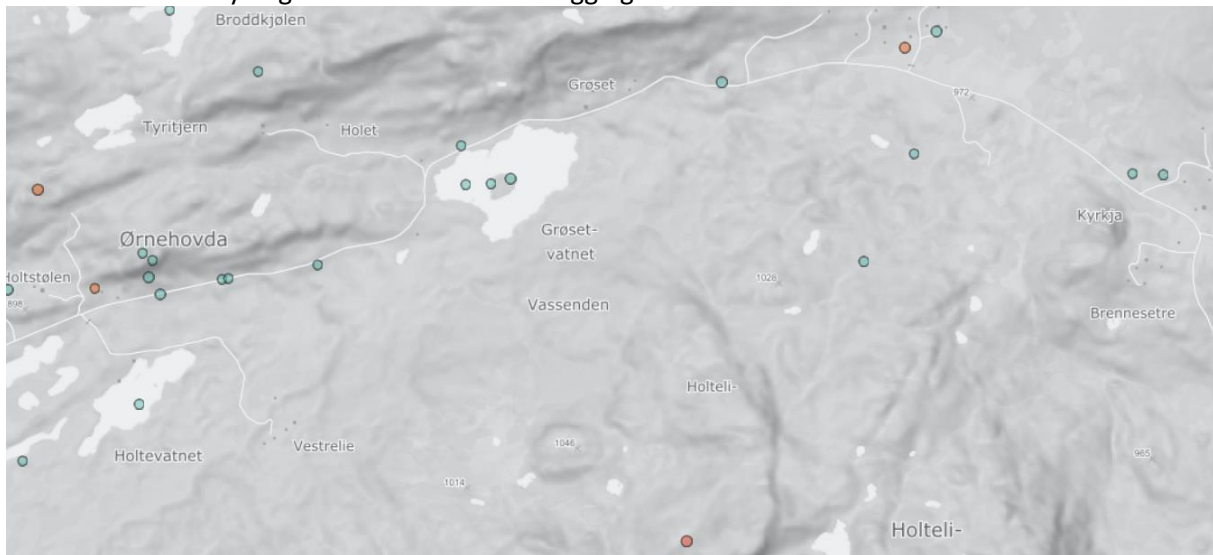 Broddkjølen
Grøset
972
Tyritjern
Holet
Kyrkja
Ørnehovda
Grøset-
vatnet
Holtstølen
1028
898
Vassenden
Brennesetre
Holteli-
Vestrelie
1046
Holtevatnet
965
1014
Holteli-